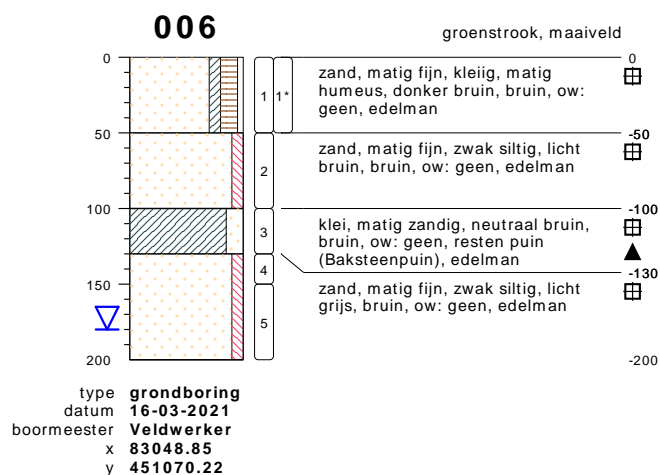 006
groenstrook, maaiveld
0
50
100
150
200
1
1*
2
3
4
5
zand, matig fijn, kleiig, matig
humeus, donker bruin, bruin, ow:
geen, edelman
zand, matig fijn, zwak siltig, licht
bruin, bruin, ow: geen, edelman
klei, matig zandig, neutraal bruin,
bruin, ow: geen, resten puin
(Baksteenpuin), edelman
zand, matig fijn, zwak siltig, licht
grijs, bruin, ow: geen, edelman
0
-50
-100
-130
-200
type grondboring
datum 16-03-2021
boormeester Veldwerker
x 83048.85
y 451070.22